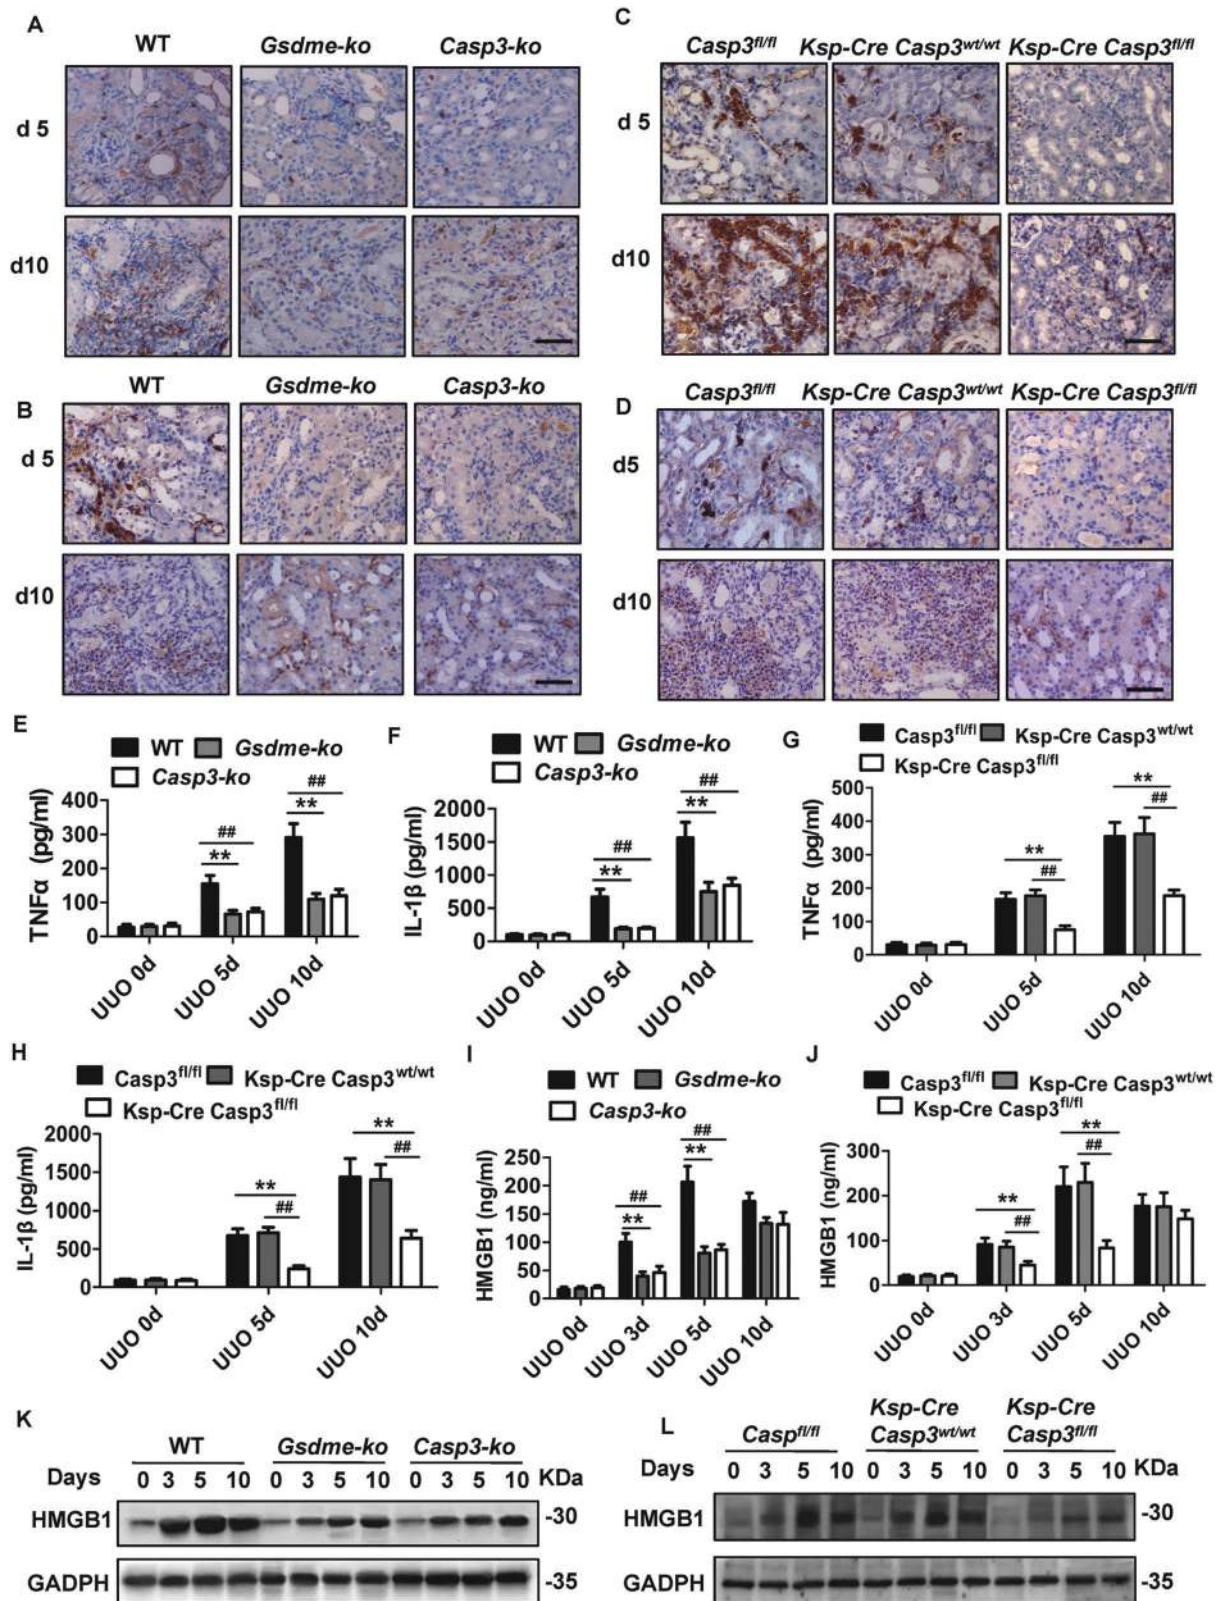 A
WT Gsdme-ko Casp3-ko
d 5
d10
C
Casp3fl/fl Ksp-Cre Casp3wt/wt Ksp-Cre Casp3fl/fl
d 5
d10
B
WT Gsdme-ko Casp3-ko
d 5
d10
D
Casp3fl/fl Ksp-Cre Casp3wt/wt Ksp-Cre Casp3fl/fl
d5
d10
E
WT Gsdme-ko
Casp3-ko
TNFα (pg/ml)
400
300
200
100
0
## **
## **
UUO 0d UUO 5d UUO 10d
F
WT Gsdme-ko
Casp3-ko
IL-1β (pg/ml)
2000
1500
1000
500
0
## **
## **
UUO 0d UUO 5d UUO 10d
G
Casp3fl/fl Ksp-Cre Casp3wt/wt
Ksp-Cre Casp3fl/fl
TNFα (pg/ml)
500
400
300
200
100
0
** ##
** ##
UUO 0d UUO 5d UUO 10d
H
Casp3fl/fl Ksp-Cre Casp3wt/wt
Ksp-Cre Casp3fl/fl
IL-1β (pg/ml)
2000
1500
1000
500
0
** ##
** ##
UUO 0d UUO 5d UUO 10d
I
WT Gsdme-ko
Casp3-ko
HMGB1 (ng/ml)
250
200
150
100
50
0
## **
## **
UUO 0d UUO 3d UUO 5d UUO 10d
J
Casp3fl/fl Ksp-Cre Casp3wt/wt
Ksp-Cre Casp3fl/fl
HMGB1 (ng/ml)
300
200
100
0
** ##
** ##
UUO 0d UUO 3d UUO 5d UUO 10d
K
WT Gsdme-ko Casp3-ko
Days 0 3 5 10 0 3 5 10 0 3 5 10 KDa
HMGB1 -30
GADPH -35
L
Caspfl/fl Ksp-Cre Casp3wt/wt Ksp-Cre Casp3fl/fl
Days 0 3 5 10 0 3 5 10 0 3 5 10 KDa
HMGB1 -30
GADPH -35